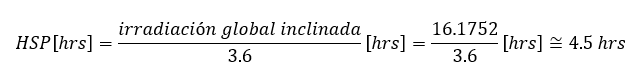 HSP[hrs] = irradiación global inclinada / 3.6 [hrs] = 16.1752 / 3.6 [hrs] ≅ 4.5 hrs